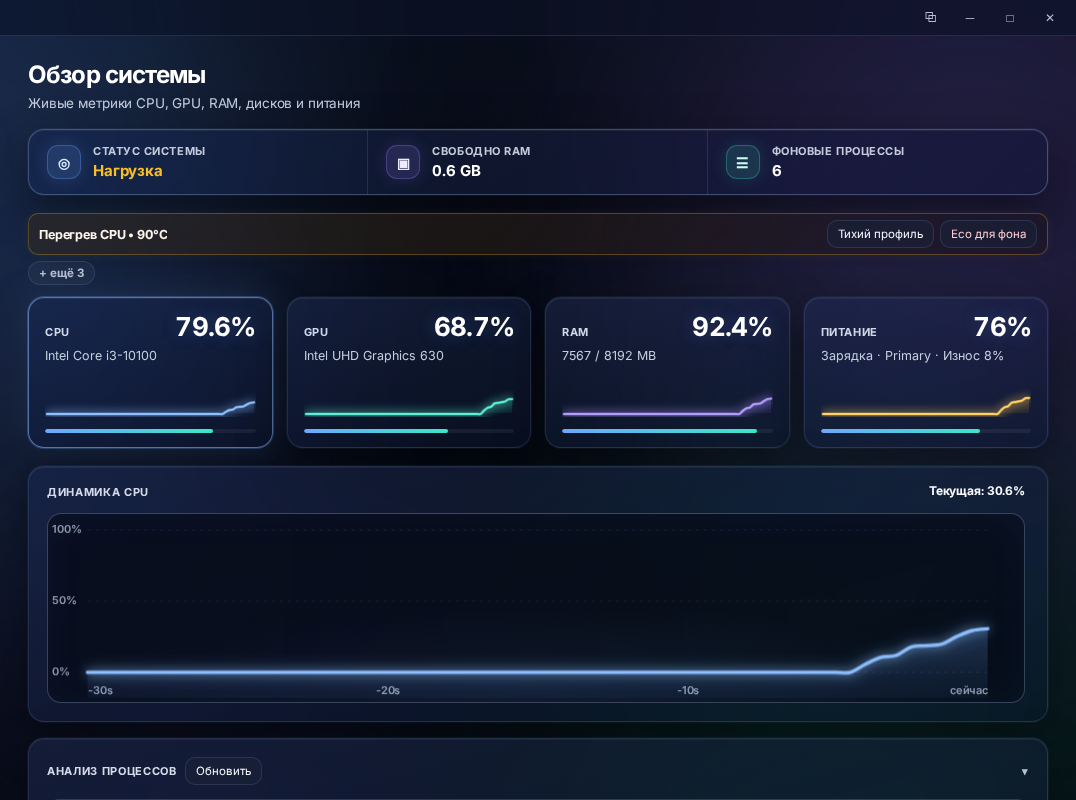 Обзор системы
Живые метрики CPU, GPU, RAM, дисков и питания
СТАТУС СИСТЕМЫ
Нагрузка
СВОБОДНО RAM
0.6 GB
ФОНОВЫЕ ПРОЦЕССЫ
6
Перегрев CPU • 90°C
Тихий профиль
Eco для фона
+ ещё 3
CPU 79.6%
Intel Core i3-10100
GPU 68.7%
Intel UHD Graphics 630
RAM 92.4%
7567 / 8192 MB
ПИТАНИЕ 76%
Зарядка · Primary · Износ 8%
ДИНАМИКА CPU
Текущая: 30.6%
100%
50%
0%
-30s -20s -10s сейчас
АНАЛИЗ ПРОЦЕССОВ Обновить